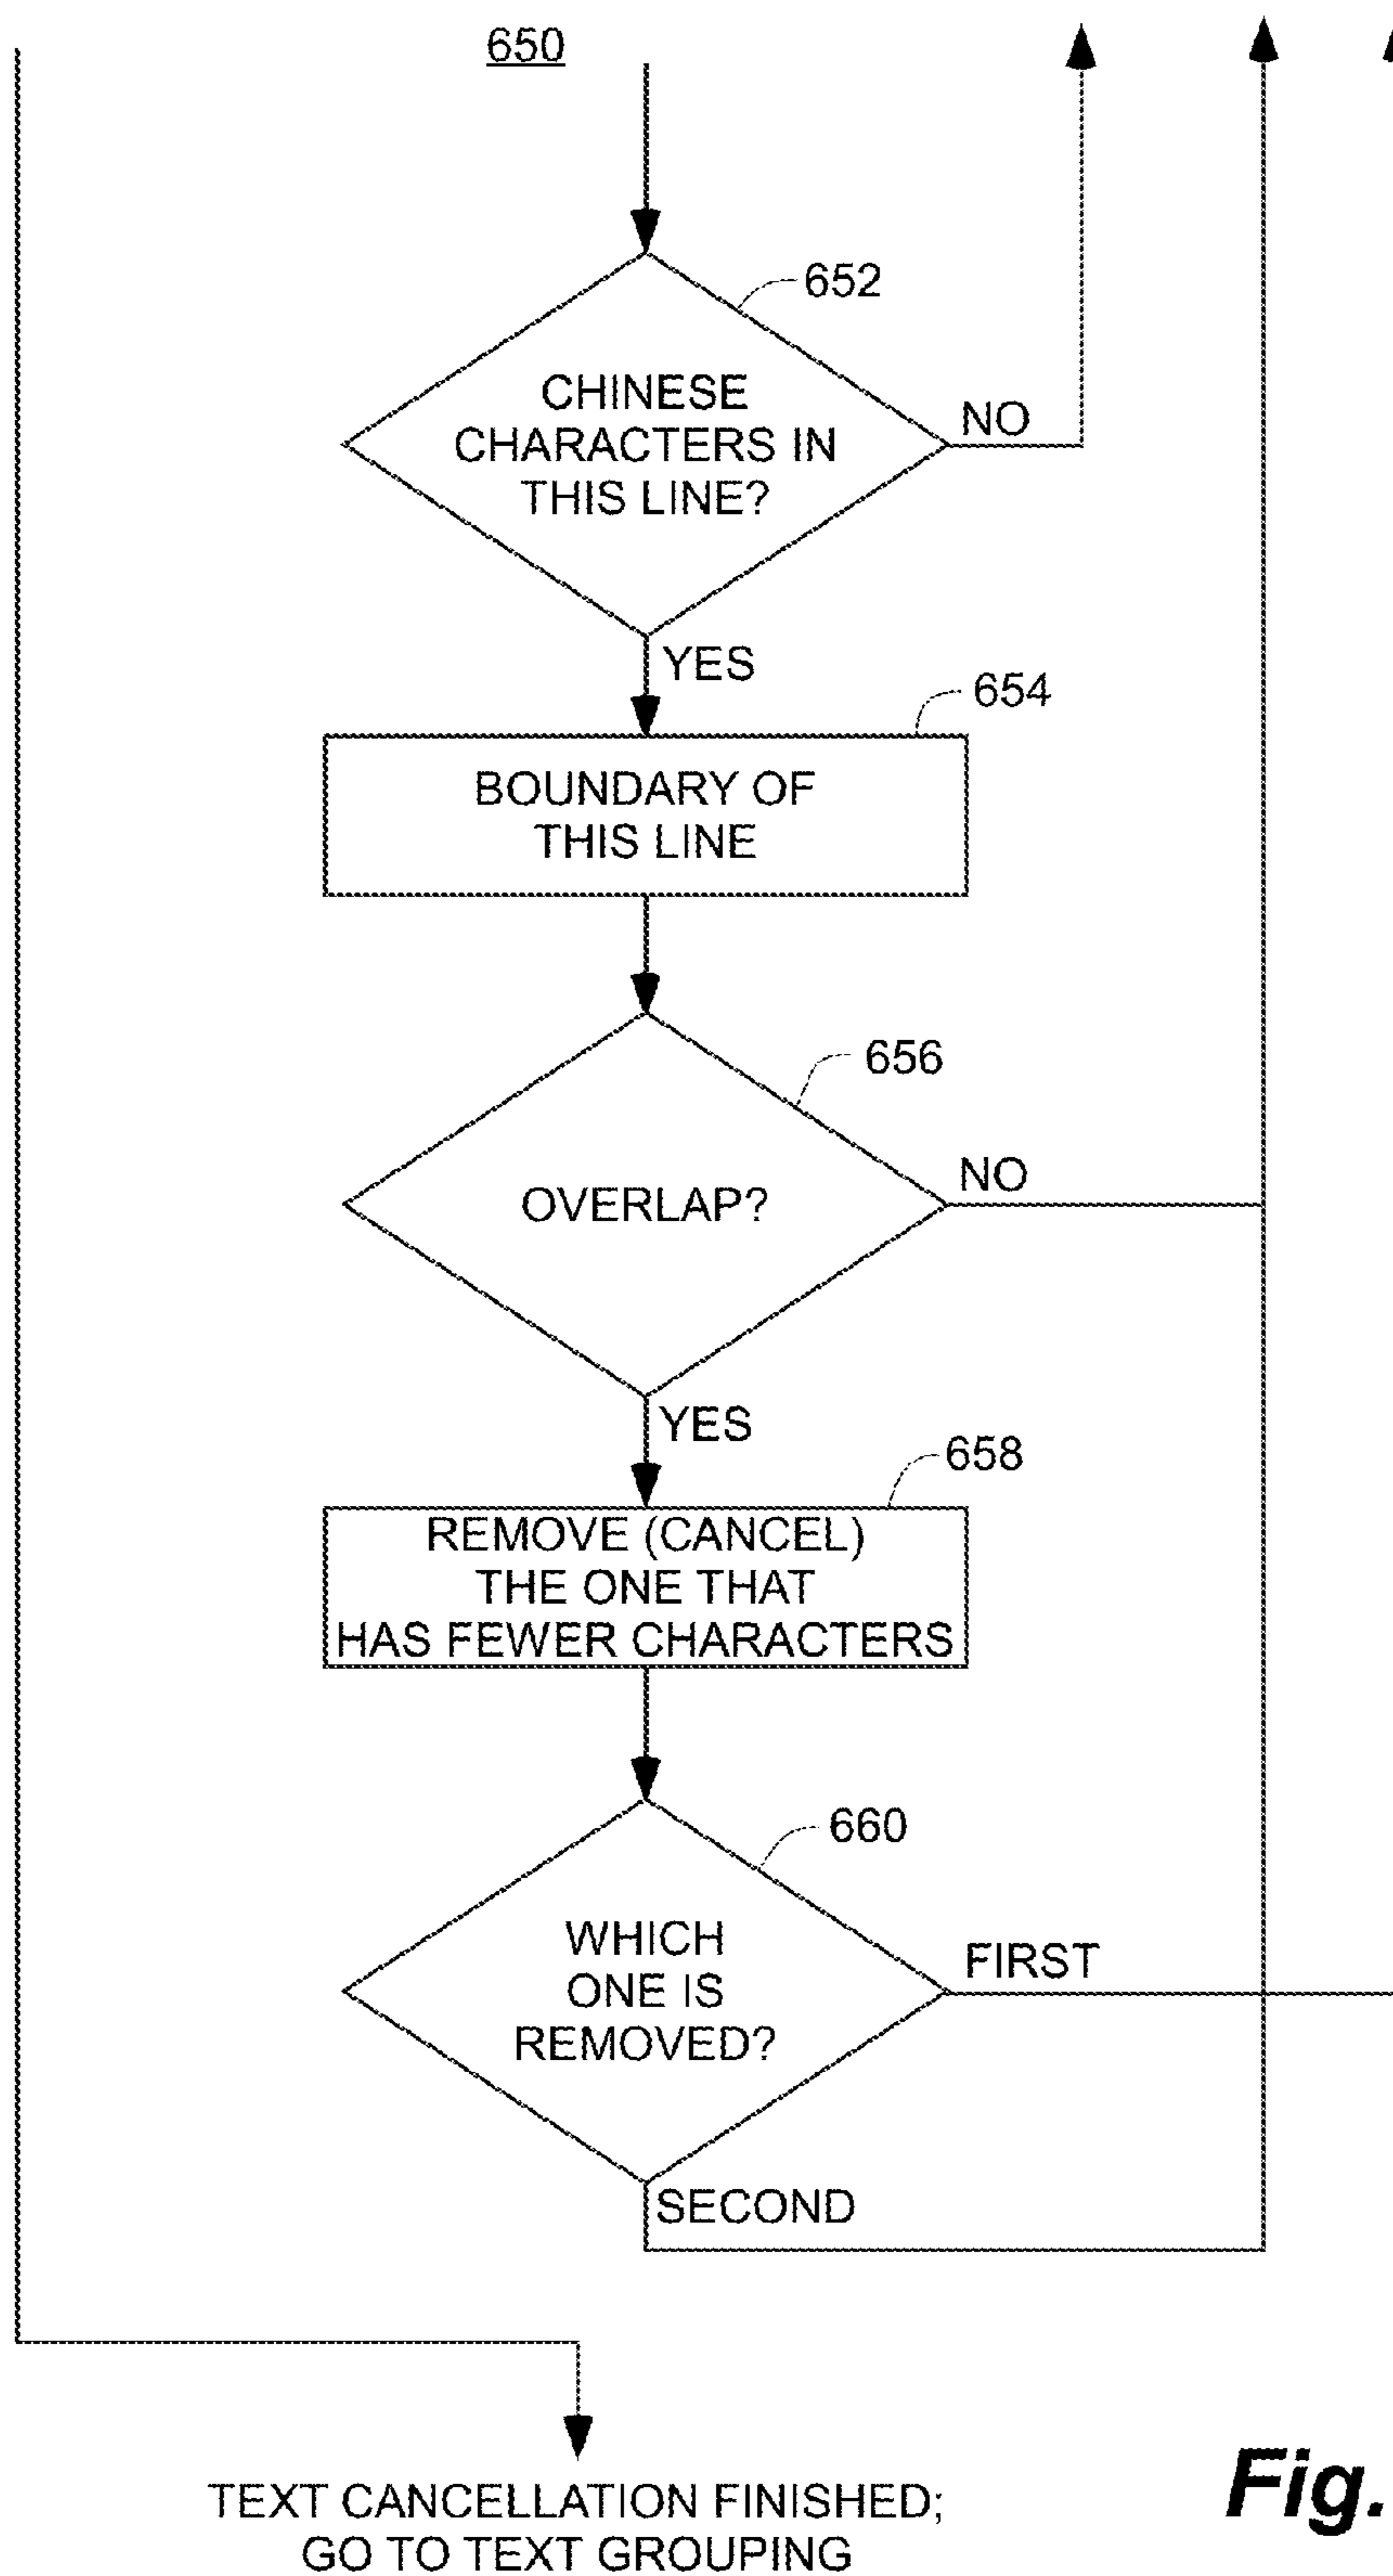 650
652
CHINESE
CHARACTERS IN
THIS LINE?
NO
YES
654
BOUNDARY OF
THIS LINE
656
OVERLAP?
NO
YES
658
REMOVE (CANCEL)
THE ONE THAT
HAS FEWER CHARACTERS
660
WHICH
ONE IS
REMOVED?
FIRST
SECOND
TEXT CANCELLATION FINISHED;
GO TO TEXT GROUPING
Fig.